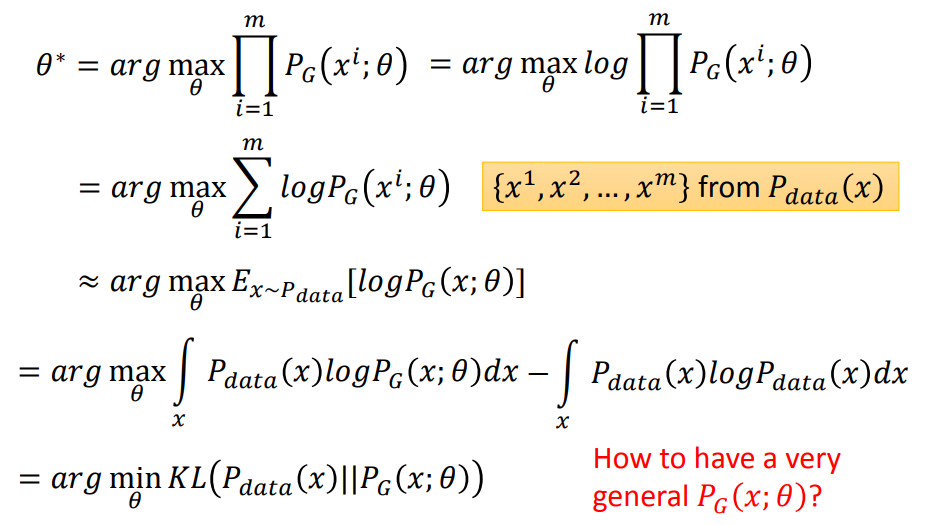 θ* = arg max_θ ∏_{i=1}^{m} P_G(x^i; θ) = arg max_θ log ∏_{i=1}^{m} P_G(x^i; θ)
= arg max_θ ∑_{i=1}^{m} logP_G(x^i; θ) {x^1, x^2, … , x^m} from P_data(x)
≈ arg max_θ E_{x~P_data}[logP_G(x; θ)]
= arg max_θ ∫_x P_data(x)logP_G(x; θ)dx − ∫_x P_data(x)logP_data(x)dx
= arg min_θ KL(P_data(x)||P_G(x; θ))
How to have a very
general P_G(x; θ)?